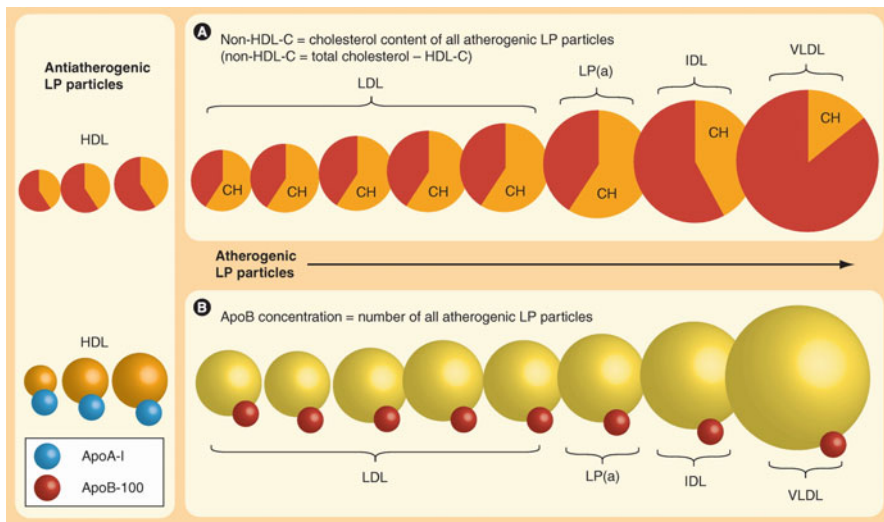 Antiatherogenic
LP particles
HDL
A
Non-HDL-C = cholesterol content of all atherogenic LP particles
(non-HDL-C = total cholesterol – HDL-C)
LDL
LP(a)
IDL
VLDL
CH
CH
CH
CH
CH
CH
CH
CH
Atherogenic
LP particles
HDL
ApoA-I
ApoB-100
B
ApoB concentration = number of all atherogenic LP particles
LDL
LP(a)
IDL
VLDL